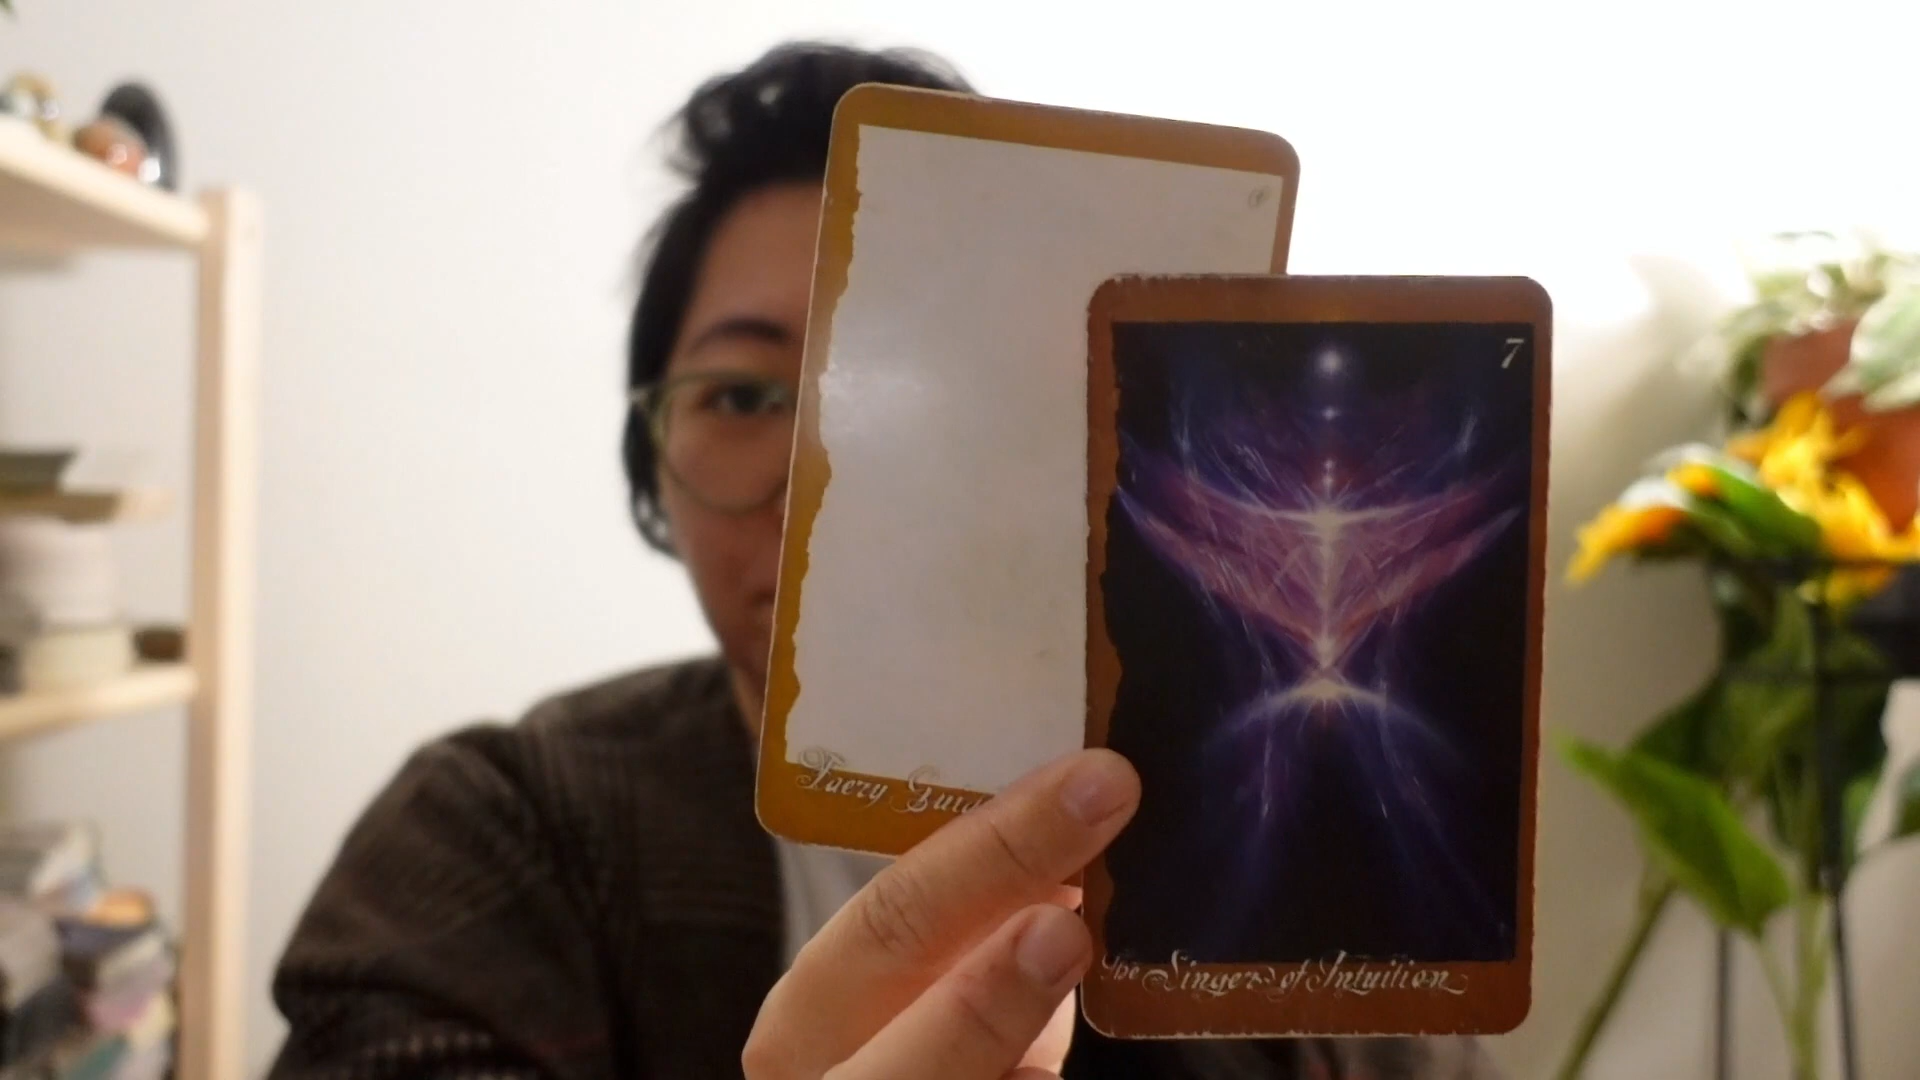 7
Faery
The Singer of Intuition